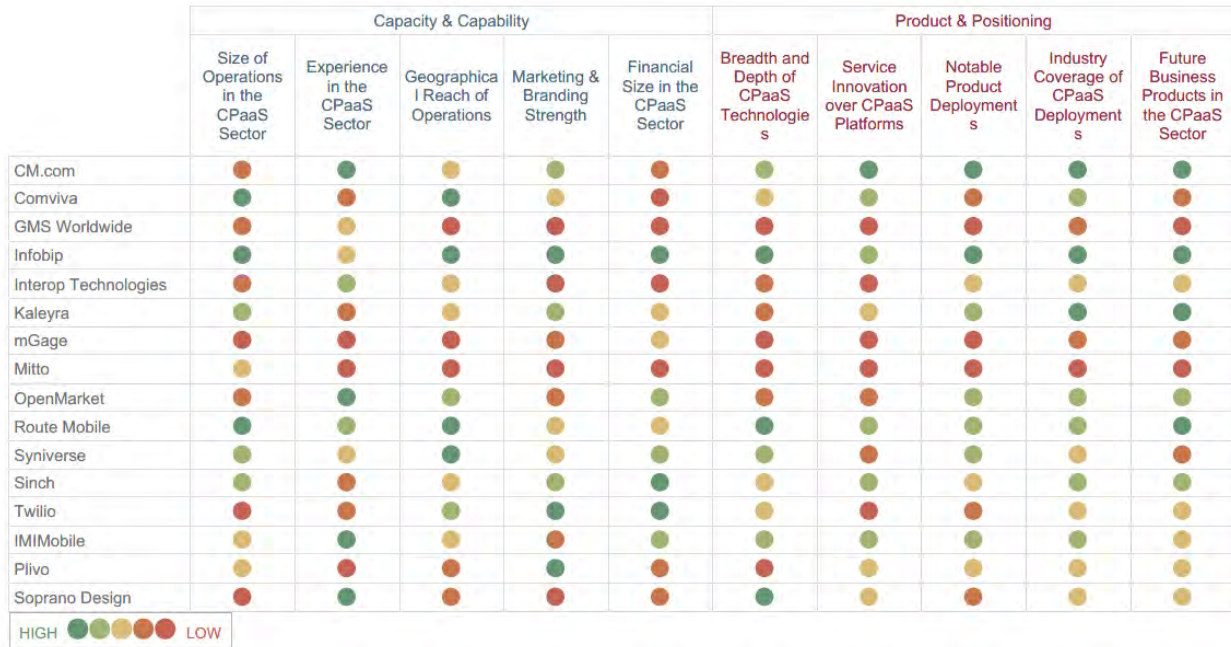 Capacity & Capability
Product & Positioning
Size of
Operations
in the
CPaaS
Sector
Experience
in the
CPaaS
Sector
Geographica
l Reach of
Operations
Marketing &
Branding
Strength
Financial
Size in the
CPaaS
Sector
Breadth and
Depth of
CPaaS
Technologie
s
Service
Innovation
over CPaaS
Platforms
Notable
Product
Deployment
s
Industry
Coverage of
CPaaS
Deployment
s
Future
Business
Products in
the CPaaS
Sector
CM.com
Comviva
GMS Worldwide
Infobip
Interop Technologies
Kaleyra
mGage
Mitto
OpenMarket
Route Mobile
Syniverse
Sinch
Twilio
IMIMobile
Plivo
Soprano Design
HIGH LOW